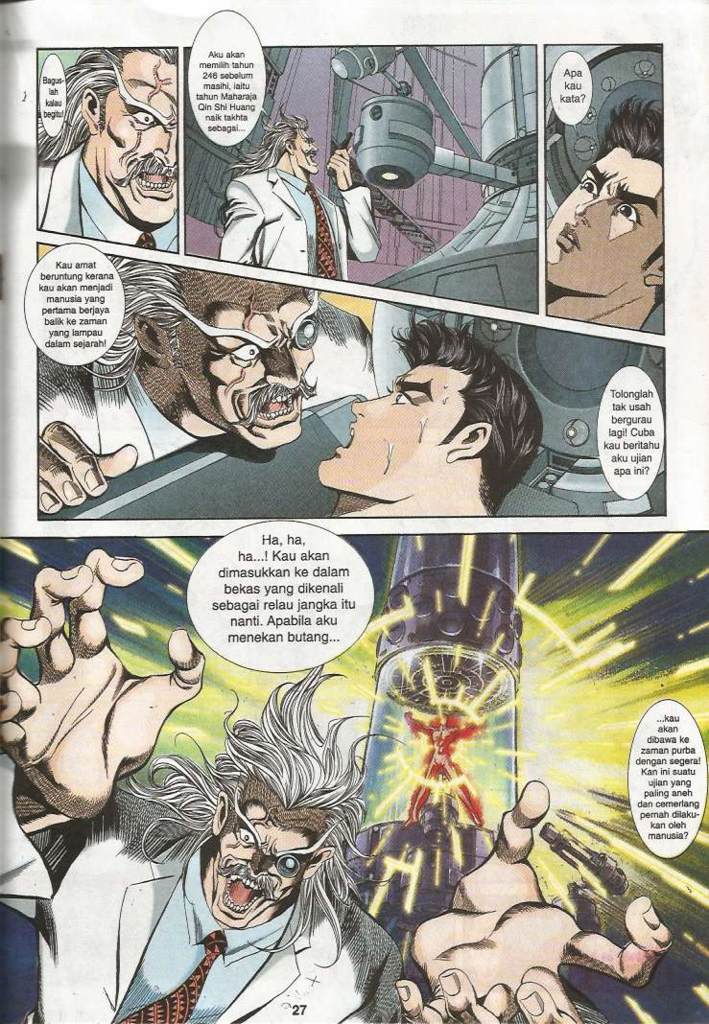 Bagus-
lah
kalau
begitu!
Aku akan
memilih tahun
246 sebelum
masihi, iaitu
tahun Maharaja
Qin Shi Huang
naik takhta
sebagai...
Apa
kau
kata?
Kau amat
beruntung kerana
kau akan menjadi
manusia yang
pertama berjaya
balik ke zaman
yang lampau
dalam sejarah!
Tolonglah
tak usah
bergurau
lagi! Cuba
kau beritahu
aku ujian
apa ini?
Ha, ha,
ha...! Kau akan
dimasukkan ke dalam
bekas yang dikenali
sebagai relau jangka itu
nanti. Apabila aku
menekan butang...
...kau
akan
dibawa ke
zaman purba
dengan segera!
Kan ini suatu
ujian yang
paling aneh
dan cemerlang
pernah dilaku-
kan oleh
manusia?
27